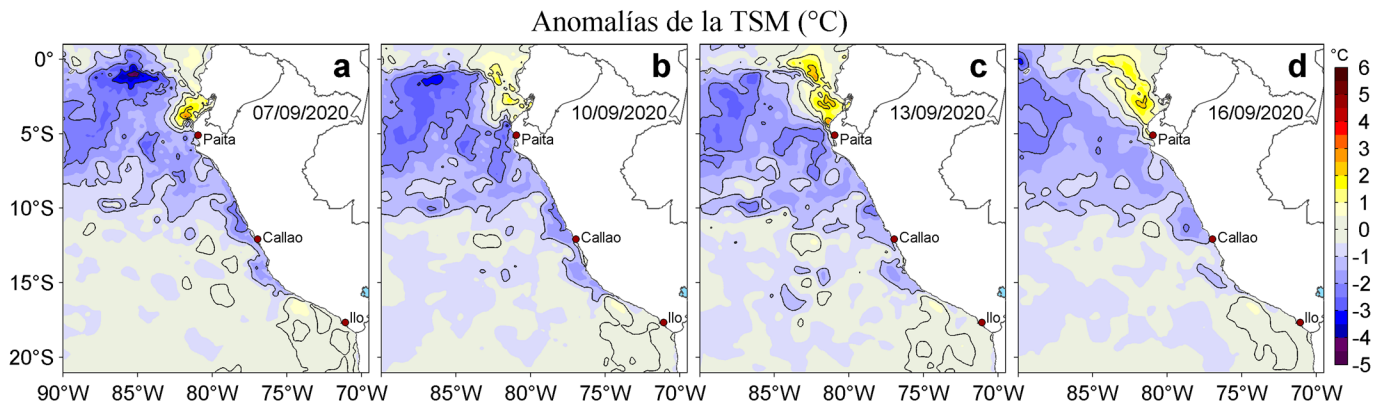 Anomalías de la TSM (°C)
a
07/09/2020
Paita
Callao
Ilo
b
10/09/2020
Paita
Callao
Ilo
c
13/09/2020
Paita
Callao
Ilo
d
16/09/2020
Paita
Callao
Ilo
0°
5°S
10°S
15°S
20°S
90°W
85°W
80°W
75°W
70°W
85°W
80°W
75°W
70°W
85°W
80°W
75°W
70°W
85°W
80°W
75°W
70°W
°C
6
5
4
3
2
1
0
-1
-2
-3
-4
-5